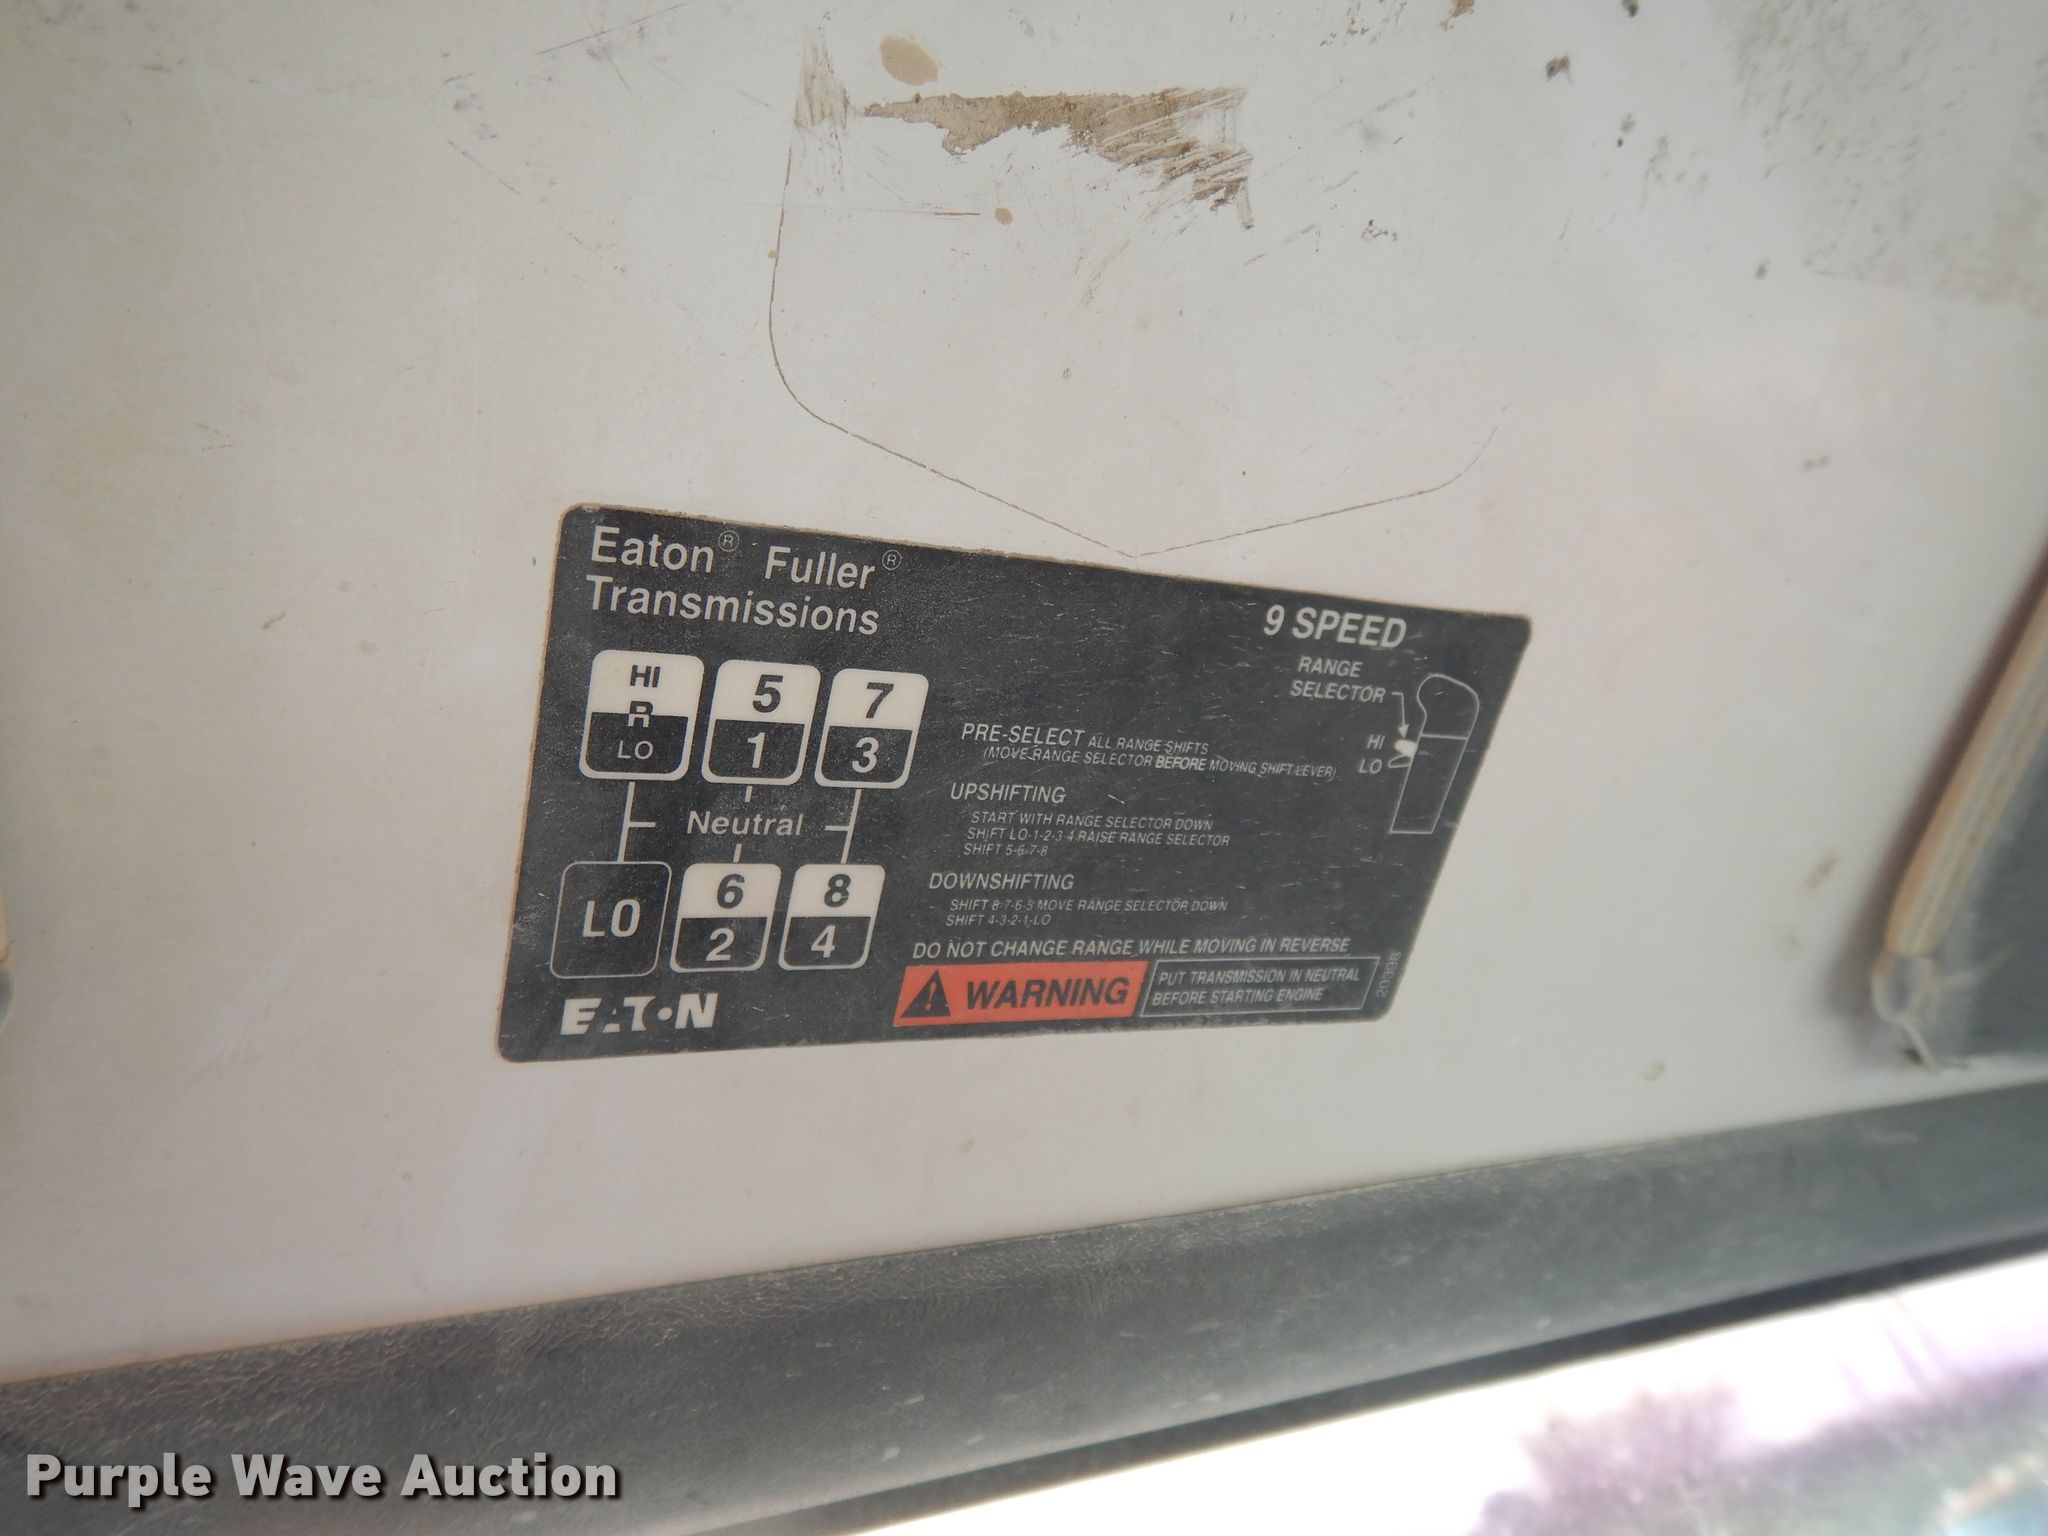 Eaton® Fuller®
Transmissions
9 SPEED
RANGE
SELECTOR
HI
LO
HI
R
LO
5
1
7
3
Neutral
LO
6
2
8
4
PRE-SELECT ALL RANGE SHIFTS
(MOVE RANGE SELECTOR BEFORE MOVING SHIFT LEVER)
UPSHIFTING
START WITH RANGE SELECTOR DOWN
SHIFT LO-1-2-3-4 RAISE RANGE SELECTOR
SHIFT 5-6-7-8
DOWNSHIFTING
SHIFT 8-7-6-5 MOVE RANGE SELECTOR DOWN
SHIFT 4-3-2-1-LO
DO NOT CHANGE RANGE WHILE MOVING IN REVERSE
WARNING
PUT TRANSMISSION IN NEUTRAL
BEFORE STARTING ENGINE
EATON
Purple Wave Auction